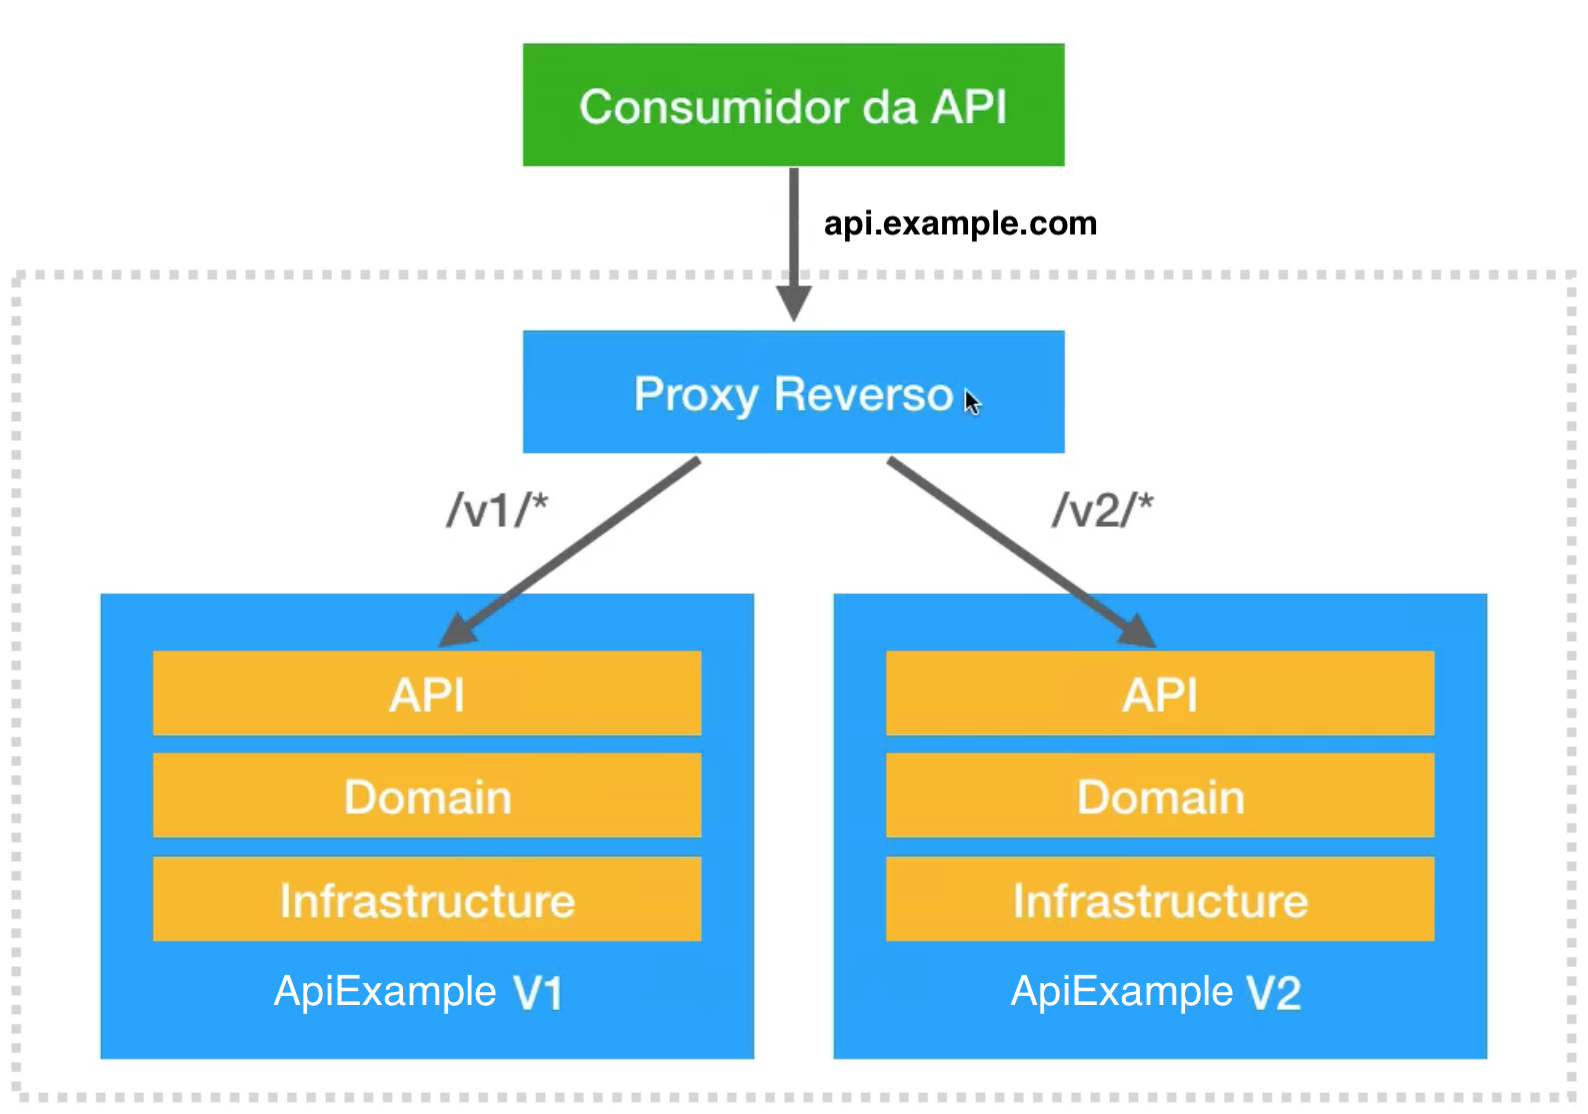 Consumidor da API
api.example.com
Proxy Reverso
/v1/*
/v2/*
API
Domain
Infrastructure
ApiExample V1
API
Domain
Infrastructure
ApiExample V2